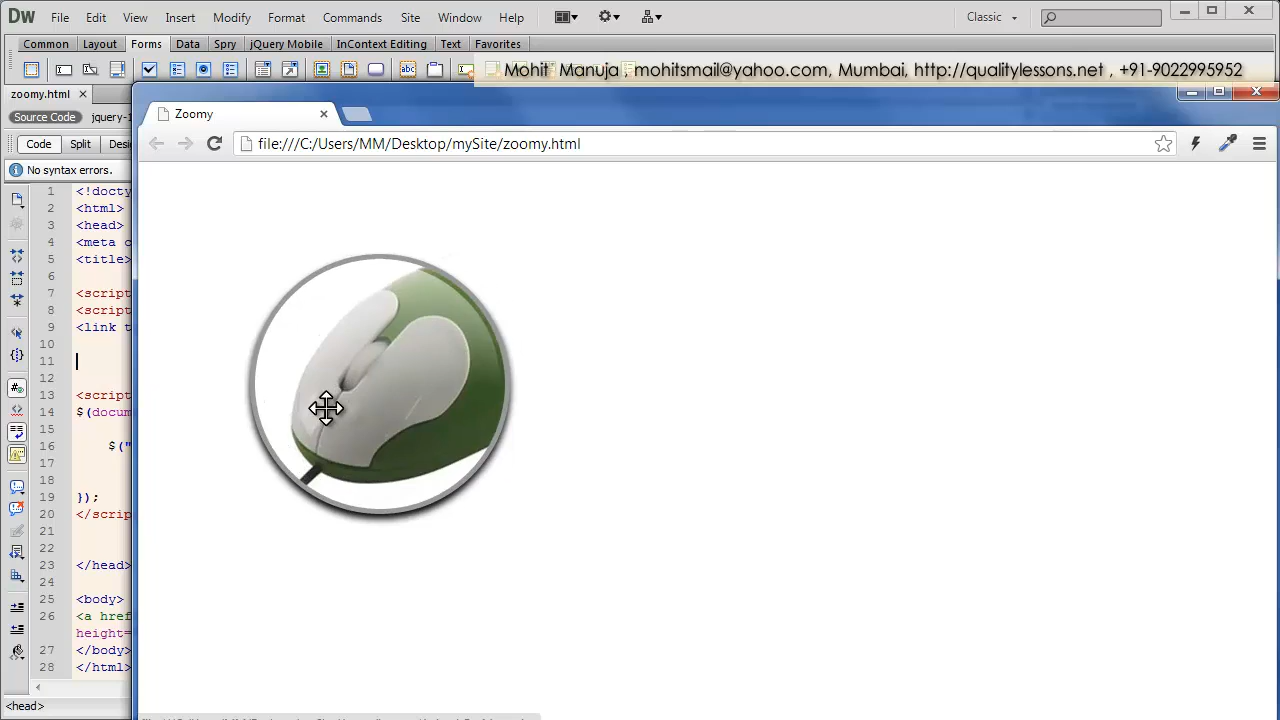 Dw File Edit View Insert Modify Format Commands Site Window Help Classic
Common Layout Forms Data Spry jQuery Mobile InContext Editing Text Favorites
Mohit Manuja , mohitsmail@yahoo.com, Mumbai, http://qualitylessons.net , +91-9022995952
zoomy.html ×
Zoomy ×
Source Code jquery-1
file:///C:/Users/MM/Desktop/mySite/zoomy.html
Code Split
No syntax errors.
1 <!docty
2 <html>
3 <head>
4 <meta c
5 <title>
6
7 <script
8 <script
9 <link t
10
11
12
13 <script
14 $(docum
15
16 $("
17
18
19 });
20 </scrip
21
22
23 </head>
24
25 <body>
26 <a href
height=
27 </body>
28 </html>
<head>